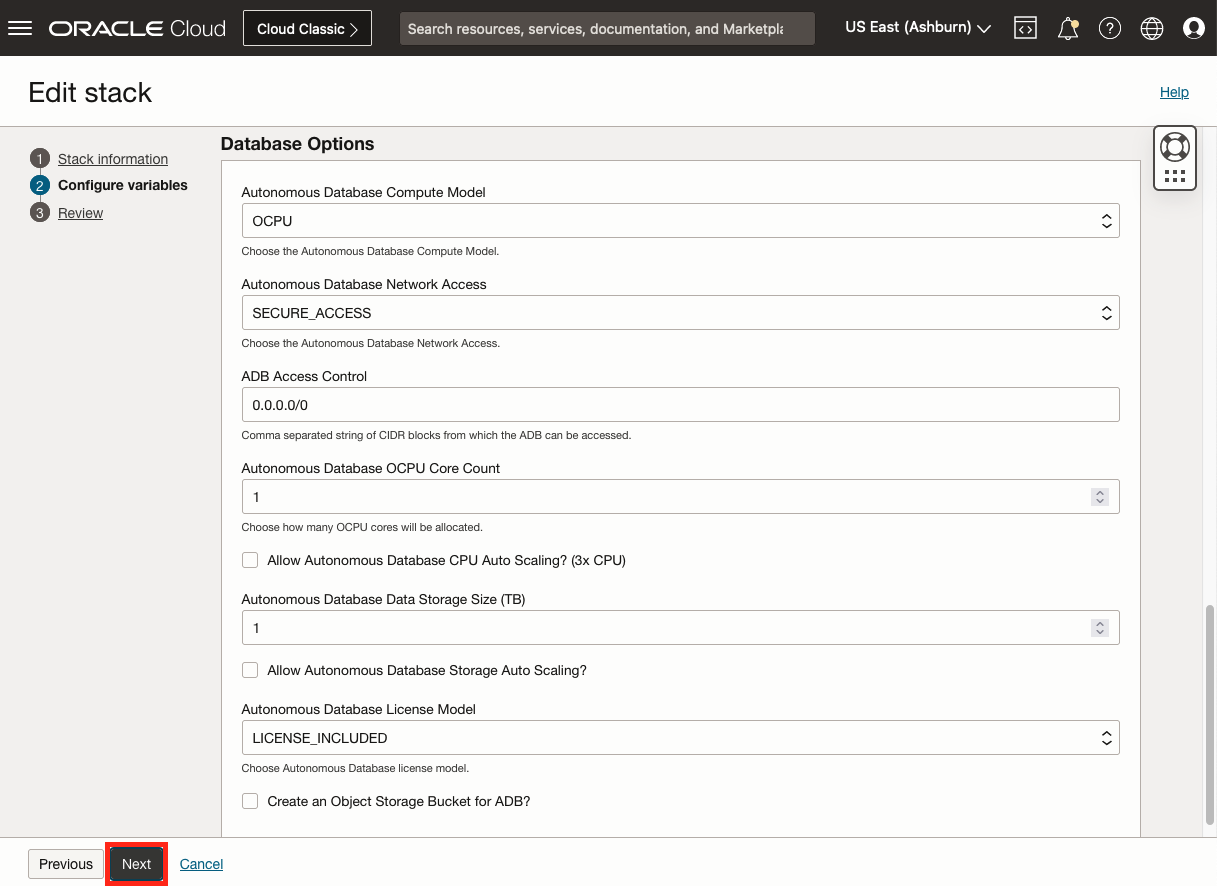 ORACLE Cloud
Cloud Classic
Search resources, services, documentation, and Marketpla
US East (Ashburn)
Edit stack
Help
1 Stack information
2 Configure variables
3 Review
Database Options
Autonomous Database Compute Model
OCPU
Choose the Autonomous Database Compute Model.
Autonomous Database Network Access
SECURE_ACCESS
Choose the Autonomous Database Network Access.
ADB Access Control
0.0.0.0/0
Comma separated string of CIDR blocks from which the ADB can be accessed.
Autonomous Database OCPU Core Count
1
Choose how many OCPU cores will be allocated.
Allow Autonomous Database CPU Auto Scaling? (3x CPU)
Autonomous Database Data Storage Size (TB)
1
Allow Autonomous Database Storage Auto Scaling?
Autonomous Database License Model
LICENSE_INCLUDED
Choose Autonomous Database license model.
Create an Object Storage Bucket for ADB?
Previous
Next
Cancel